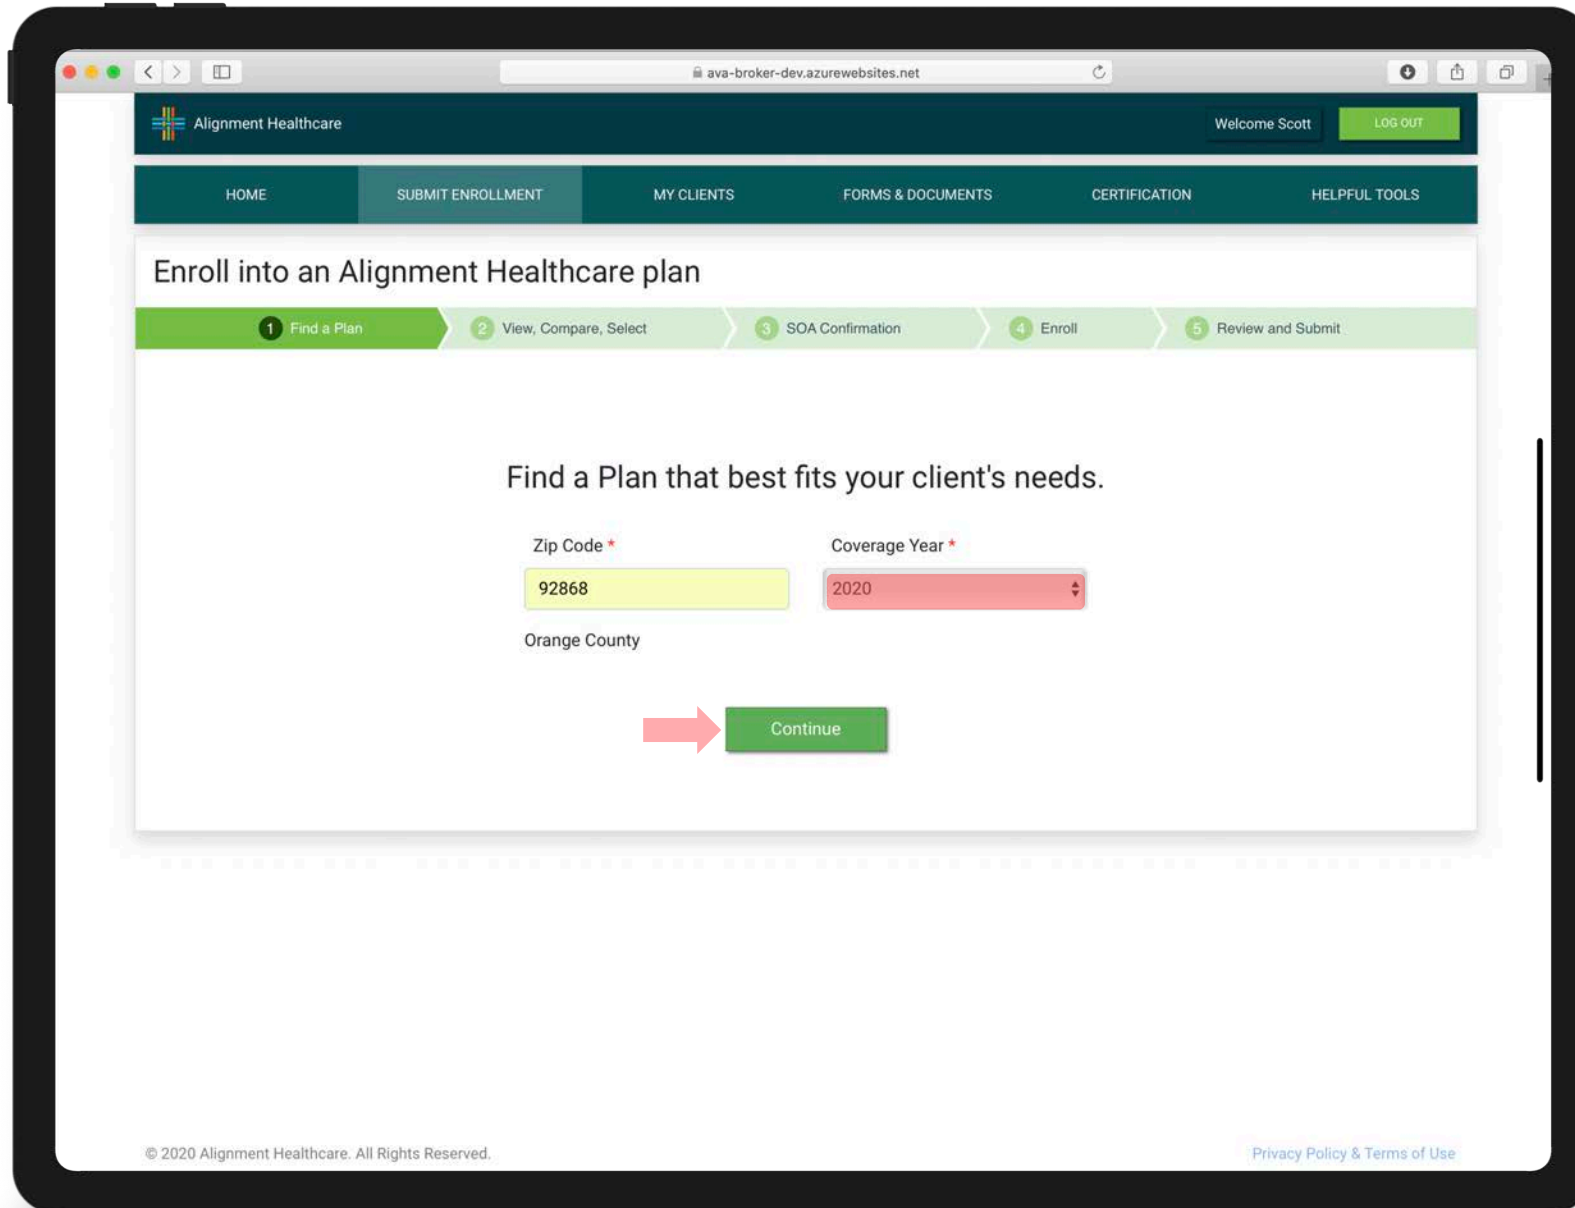 ava-broker-dev.azurewebsites.net
Alignment Healthcare
Welcome Scott
LOG OUT
HOME
SUBMIT ENROLLMENT
MY CLIENTS
FORMS & DOCUMENTS
CERTIFICATION
HELPFUL TOOLS
Enroll into an Alignment Healthcare plan
1 Find a Plan
2 View, Compare, Select
3 SOA Confirmation
4 Enroll
5 Review and Submit
Find a Plan that best fits your client's needs.
Zip Code *
Coverage Year *
92868
2020
Orange County
Continue
© 2020 Alignment Healthcare. All Rights Reserved.
Privacy Policy & Terms of Use